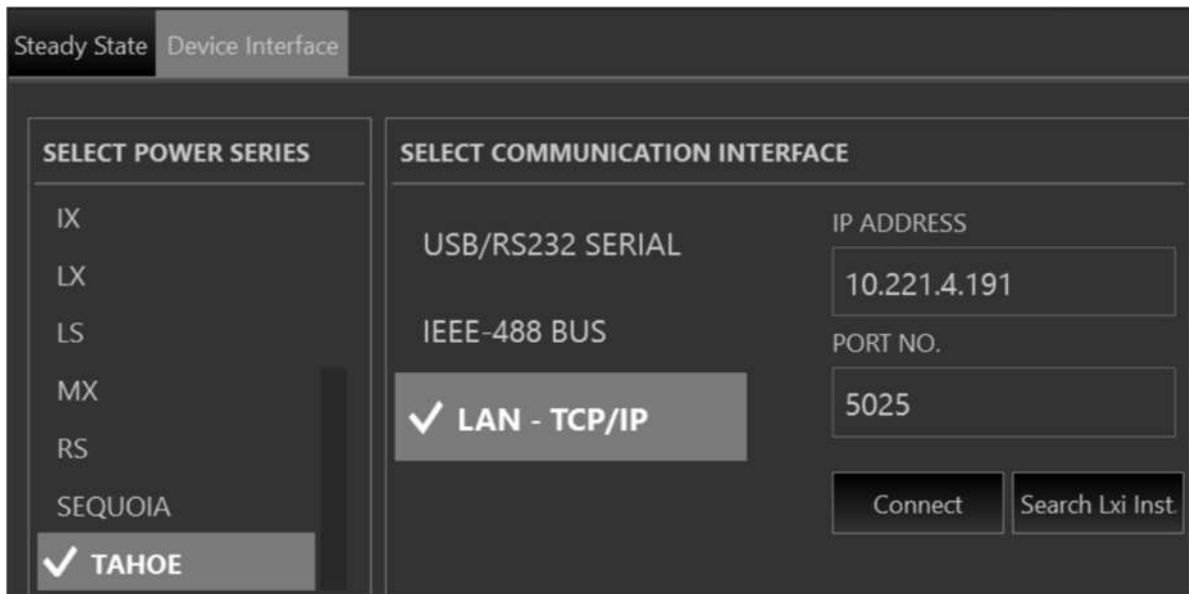 Steady State
Device Interface
SELECT POWER SERIES
IX
LX
LS
MX
RS
SEQUOIA
TAHOE
SELECT COMMUNICATION INTERFACE
USB/RS232 SERIAL
IEEE-488 BUS
LAN - TCP/IP
IP ADDRESS
10.221.4.191
PORT NO.
5025
Connect
Search Lxi Inst.